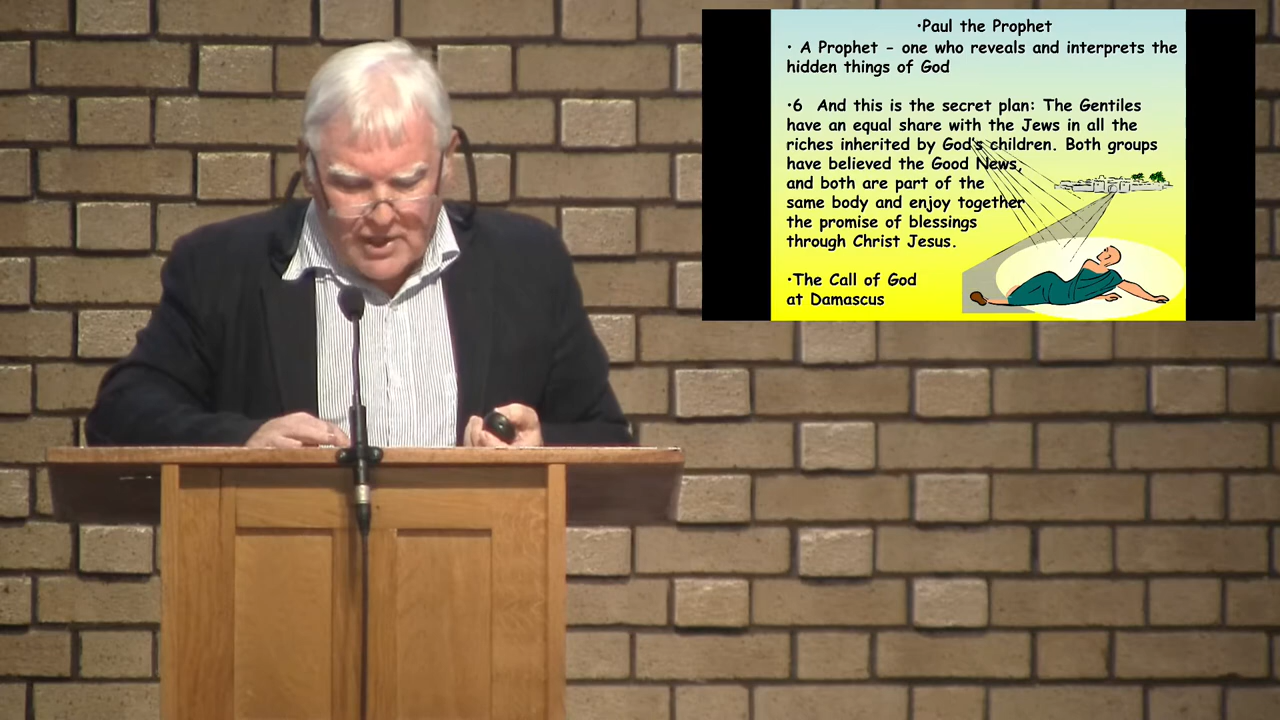 •Paul the Prophet
• A Prophet - one who reveals and interprets the
hidden things of God
•6 And this is the secret plan: The Gentiles
have an equal share with the Jews in all the
riches inherited by God's children. Both groups
have believed the Good News,
and both are part of the
same body and enjoy together
the promise of blessings
through Christ Jesus.
•The Call of God
at Damascus